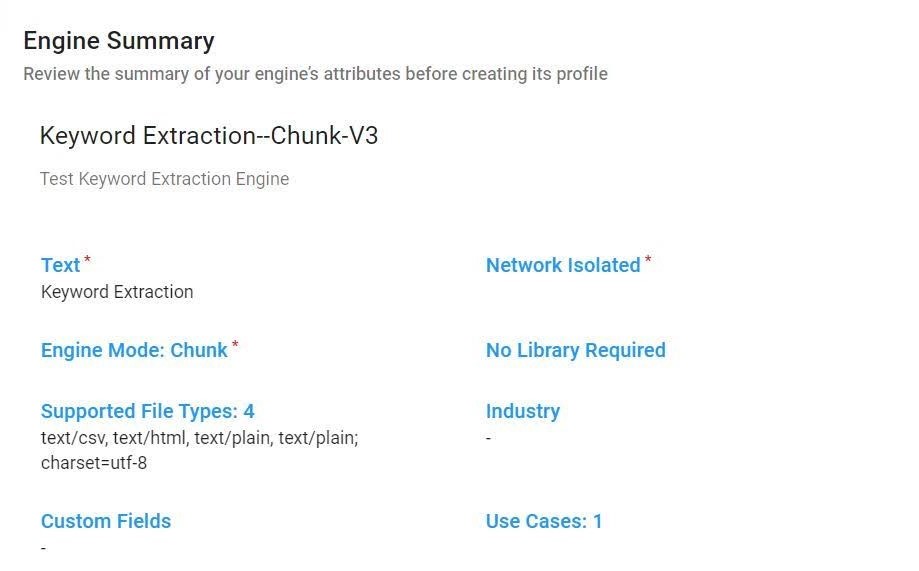 Engine Summary
Review the summary of your engine's attributes before creating its profile
Keyword Extraction--Chunk-V3
Test Keyword Extraction Engine
Text *
Network Isolated *
Keyword Extraction
Engine Mode: Chunk *
No Library Required
Supported File Types: 4
Industry
text/csv, text/html, text/plain, text/plain;
-
charset=utf-8
Custom Fields
Use Cases: 1
-